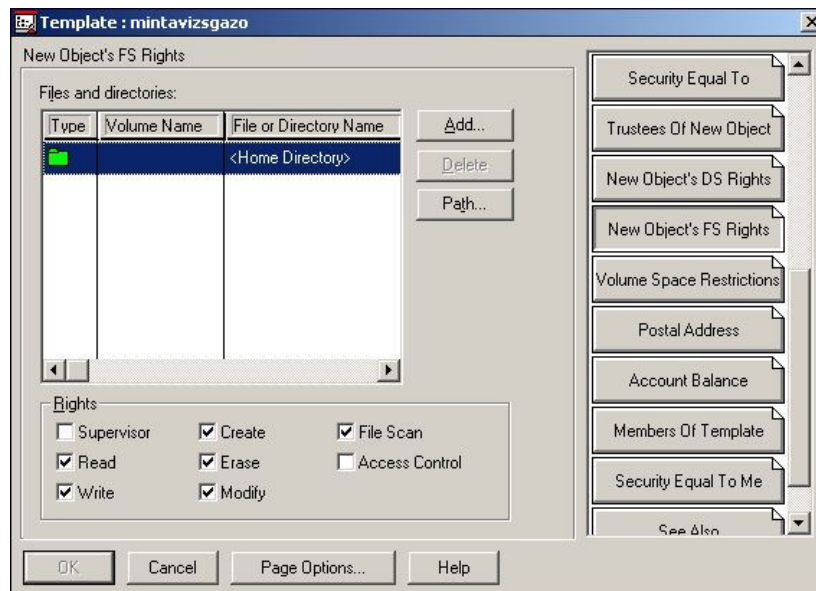 Template : mintavizsgazo
New Object's FS Rights
Files and directories:
Type Volume Name File or Directory Name
<Home Directory>
Add...
Delete
Path...
Rights
Supervisor Create File Scan
Read Erase Access Control
Write Modify
OK Cancel Page Options... Help
Security Equal To
Trustees Of New Object
New Object's DS Rights
New Object's FS Rights
Volume Space Restrictions
Postal Address
Account Balance
Members Of Template
Security Equal To Me
See Also